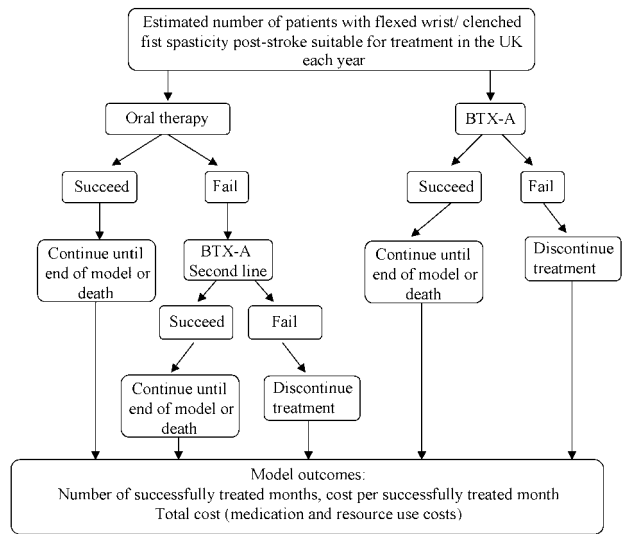 Estimated number of patients with flexed wrist/ clenched
fist spasticity post-stroke suitable for treatment in the UK
each year
Oral therapy
BTX-A
Succeed
Fail
Succeed
Fail
Continue until
end of model or
death
BTX-A
Second line
Continue until
end of model or
death
Discontinue
treatment
Succeed
Fail
Continue until
end of model or
death
Discontinue
treatment
Model outcomes:
Number of successfully treated months, cost per successfully treated month
Total cost (medication and resource use costs)